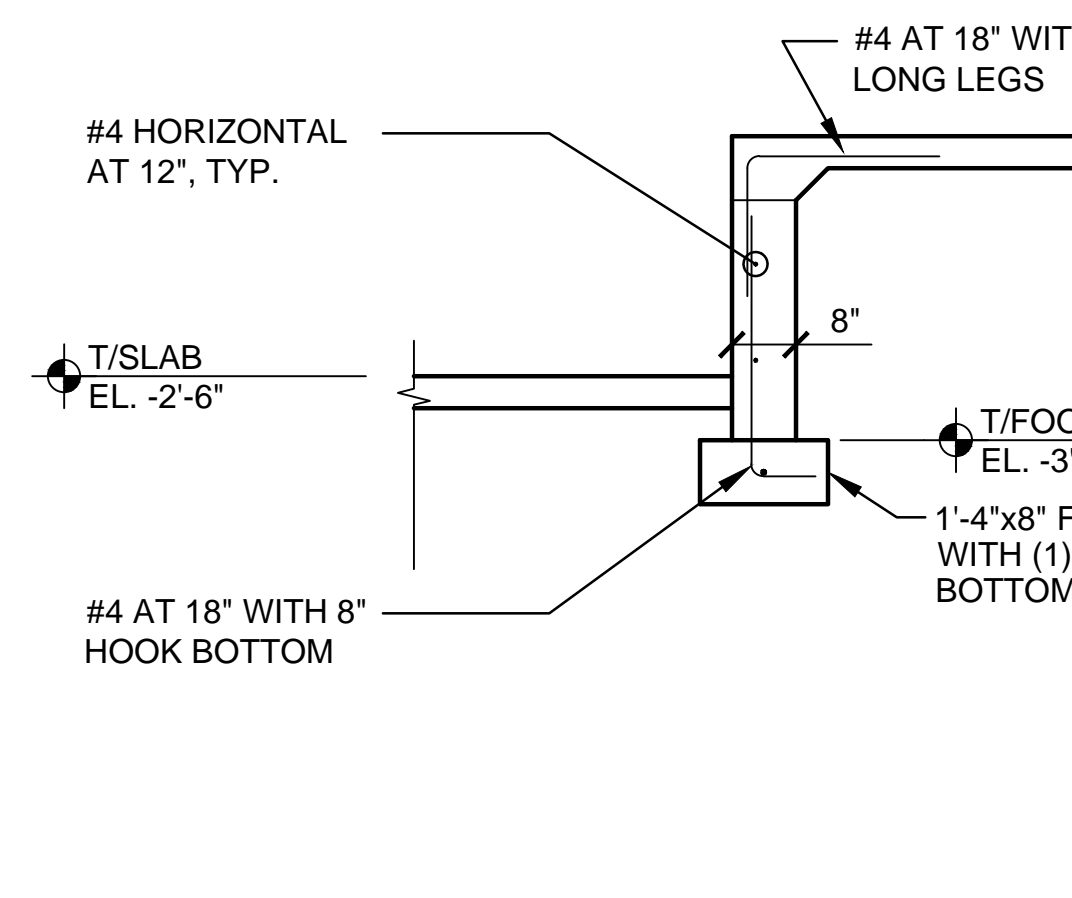 #4 AT 18" WIT
LONG LEGS
#4 HORIZONTAL
AT 12", TYP.
8"
T/SLAB
EL. -2'-6"
T/FOO
EL. -3'
1'-4"x8" F
WITH (1)
BOTTOM
#4 AT 18" WITH 8"
HOOK BOTTOM